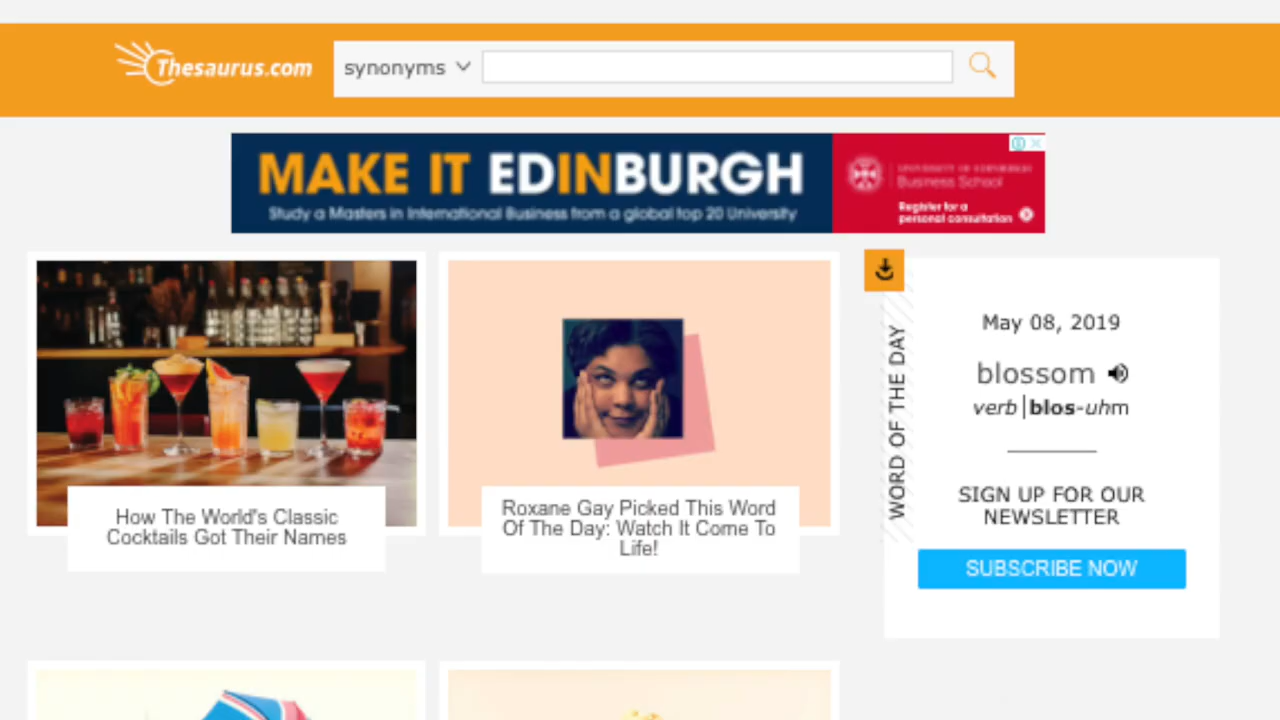 Thesaurus.com
synonyms
MAKE IT EDINBURGH
Study a Masters in International Business from a global top 20 University
UNIVERSITY OF EDINBURGH
Business School
Register for a
personal consultation
How The World's Classic
Cocktails Got Their Names
Roxane Gay Picked This Word
Of The Day: Watch It Come To
Life!
WORD OF THE DAY
May 08, 2019
blossom
verb|blos-uhm
SIGN UP FOR OUR
NEWSLETTER
SUBSCRIBE NOW